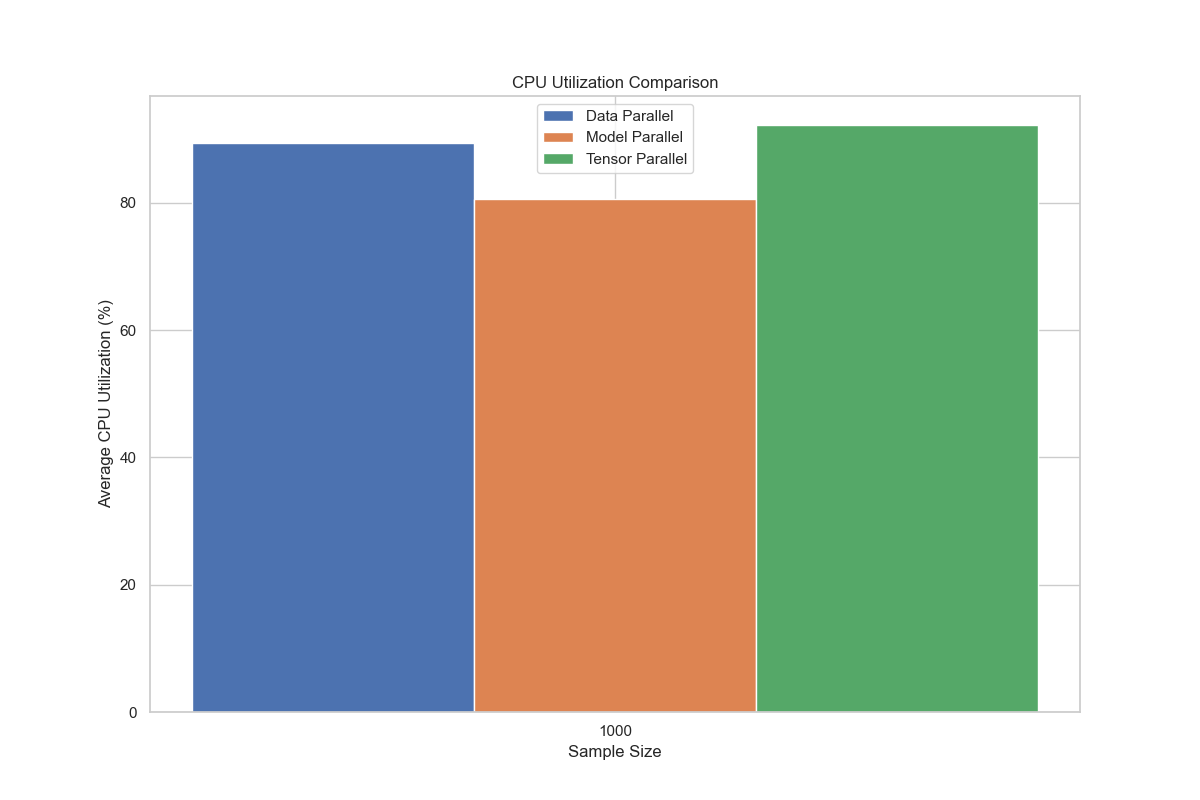 CPU Utilization Comparison
Data Parallel
Model Parallel
Tensor Parallel
Average CPU Utilization (%)
80
60
40
20
0
1000
Sample Size